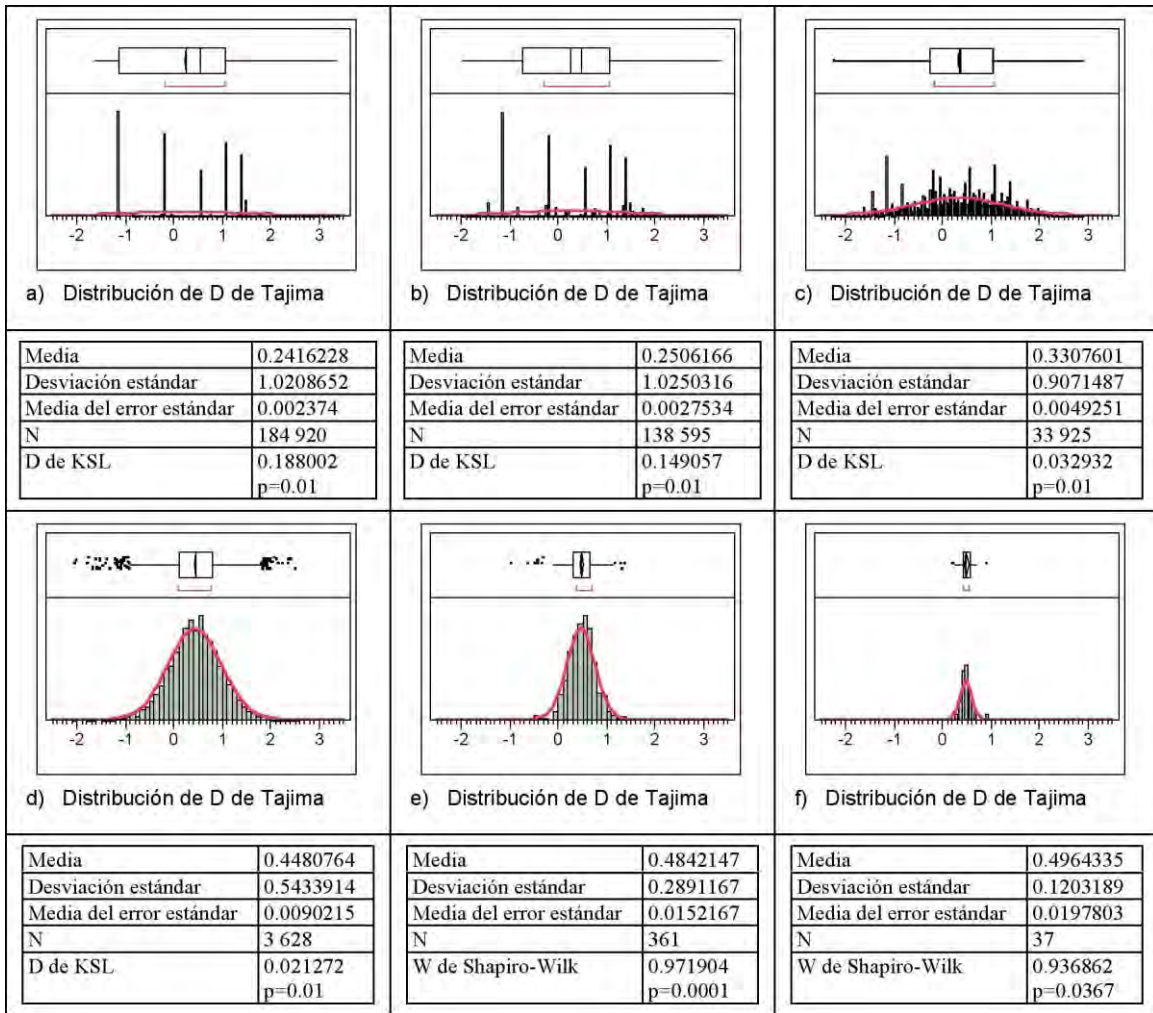 -2 -1 0 1 2 3
a) Distribución de D de Tajima
-2 -1 0 1 2 3
b) Distribución de D de Tajima
-2 -1 0 1 2 3
c) Distribución de D de Tajima
Media 0.2416228
Desviación estándar 1.0208652
Media del error estándar 0.002374
N 184 920
D de KSL 0.188002
p=0.01
Media 0.2506166
Desviación estándar 1.0250316
Media del error estándar 0.0027534
N 138 595
D de KSL 0.149057
p=0.01
Media 0.3307601
Desviación estándar 0.9071487
Media del error estándar 0.0049251
N 33 925
D de KSL 0.032932
p=0.01
-2 -1 0 1 2 3
d) Distribución de D de Tajima
-2 -1 0 1 2 3
e) Distribución de D de Tajima
-2 -1 0 1 2 3
f) Distribución de D de Tajima
Media 0.4480764
Desviación estándar 0.5433914
Media del error estándar 0.0090215
N 3 628
D de KSL 0.021272
p=0.01
Media 0.4842147
Desviación estándar 0.2891167
Media del error estándar 0.0152167
N 361
W de Shapiro-Wilk 0.971904
p=0.0001
Media 0.4964335
Desviación estándar 0.1203189
Media del error estándar 0.0197803
N 37
W de Shapiro-Wilk 0.936862
p=0.0367